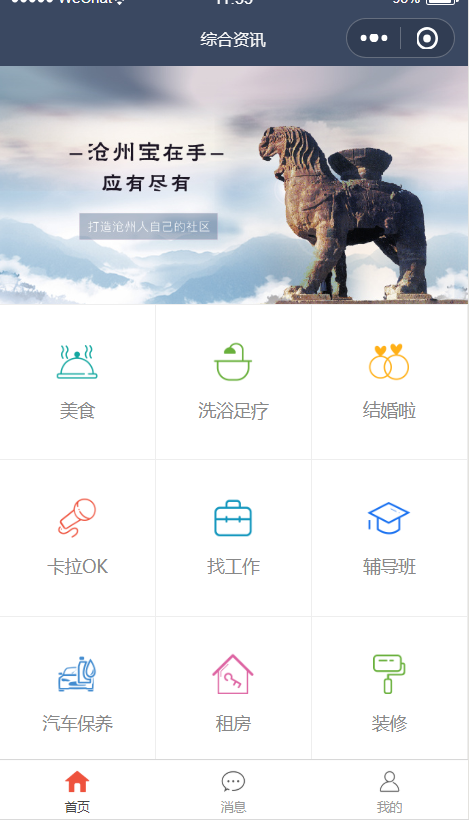 WeChat
11:55
96%
综合资讯
沧州宝在手
应有尽有
打造沧州人自己的社区
美食
洗浴足疗
结婚啦
卡拉OK
找工作
辅导班
汽车保养
租房
装修
首页
消息
我的